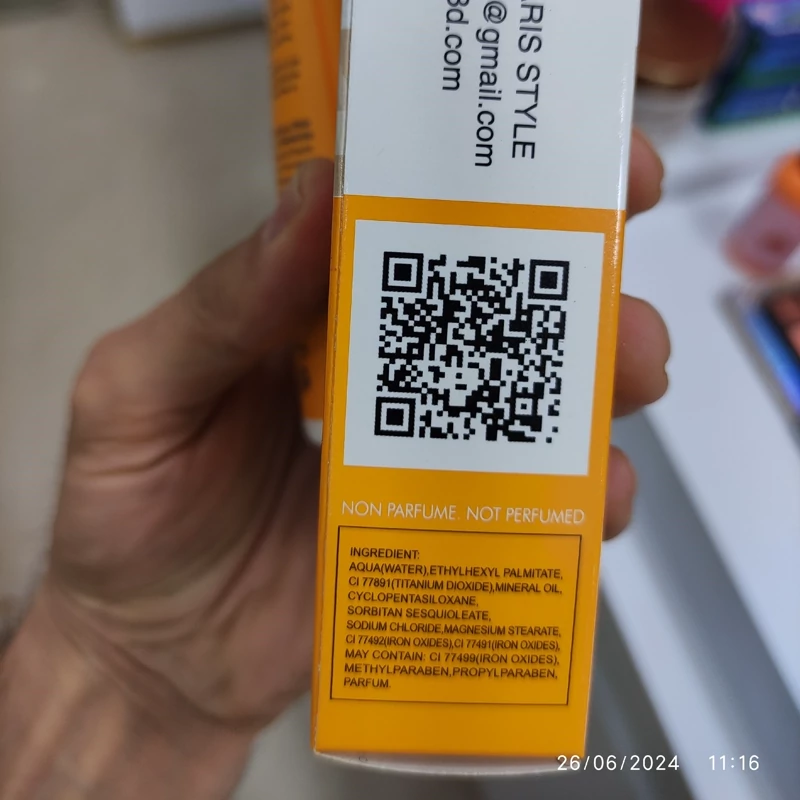 ARIS STYLE
@gmail.com
3d.com
NON PARFUME. NOT PERFUMED
INGREDIENT:
AQUA(WATER),ETHYLHEXYL PALMITATE,
CI 77891(TITANIUM DIOXIDE),MINERAL OIL,
CYCLOPENTASILOXANE,
SORBITAN SESQUIOLEATE,
SODIUM CHLORIDE,MAGNESIUM STEARATE,
CI 77492(IRON OXIDES),CI 77491(IRON OXIDES),
MAY CONTAIN: CI 77499(IRON OXIDES),
METHYLPARABEN,PROPYLPARABEN,
PARFUM.
26/06/2024 11:16